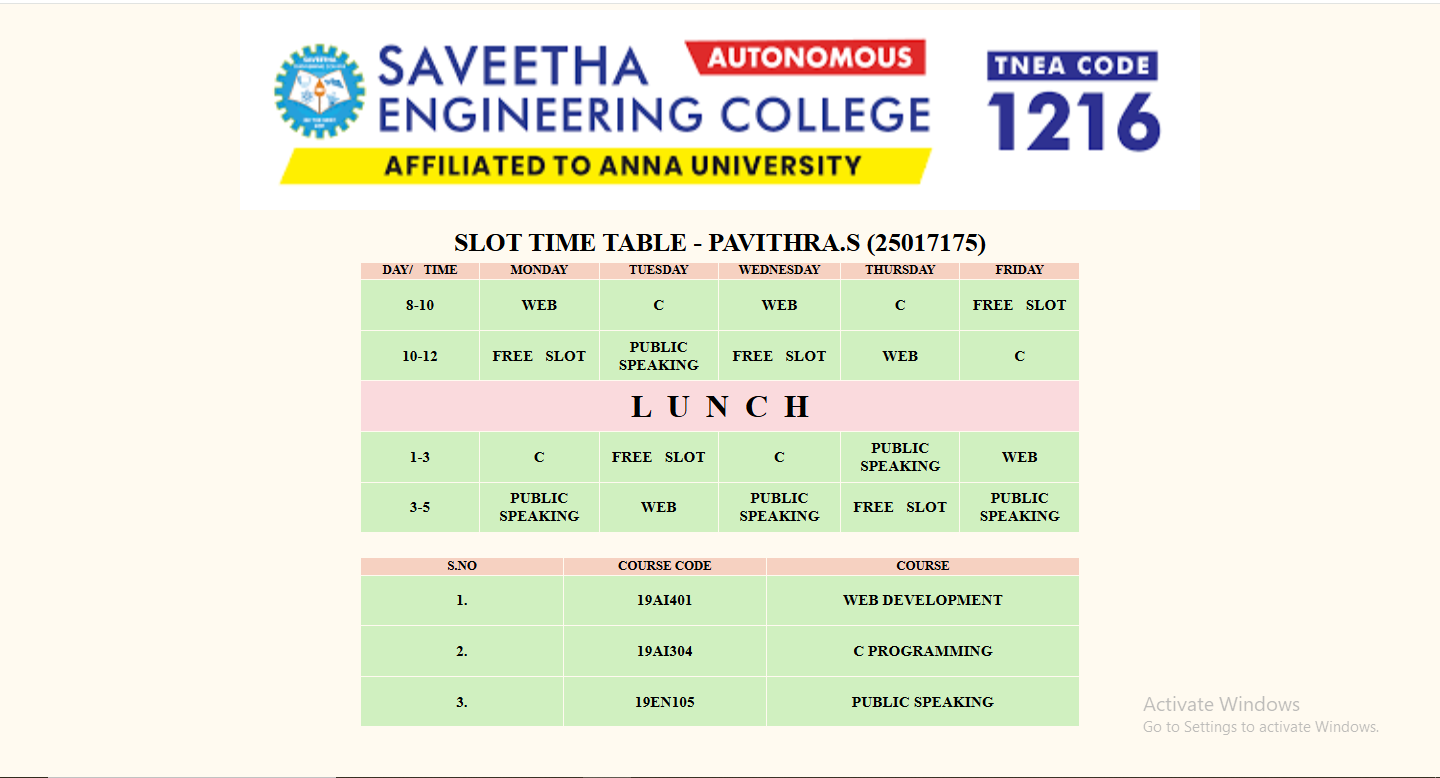 SAVEETHA AUTONOMOUS
ENGINEERING COLLEGE
AFFILIATED TO ANNA UNIVERSITY
TNEA CODE
1216
SLOT TIME TABLE - PAVITHRA.S (25017175)
DAY/ TIME MONDAY TUESDAY WEDNESDAY THURSDAY FRIDAY
8-10 WEB C WEB C FREE SLOT
10-12 FREE SLOT PUBLIC SPEAKING FREE SLOT WEB C
L U N C H
1-3 C FREE SLOT C PUBLIC SPEAKING WEB
3-5 PUBLIC SPEAKING WEB PUBLIC SPEAKING FREE SLOT PUBLIC SPEAKING
S.NO COURSE CODE COURSE
1. 19AI401 WEB DEVELOPMENT
2. 19AI304 C PROGRAMMING
3. 19EN105 PUBLIC SPEAKING
Activate Windows
Go to Settings to activate Windows.